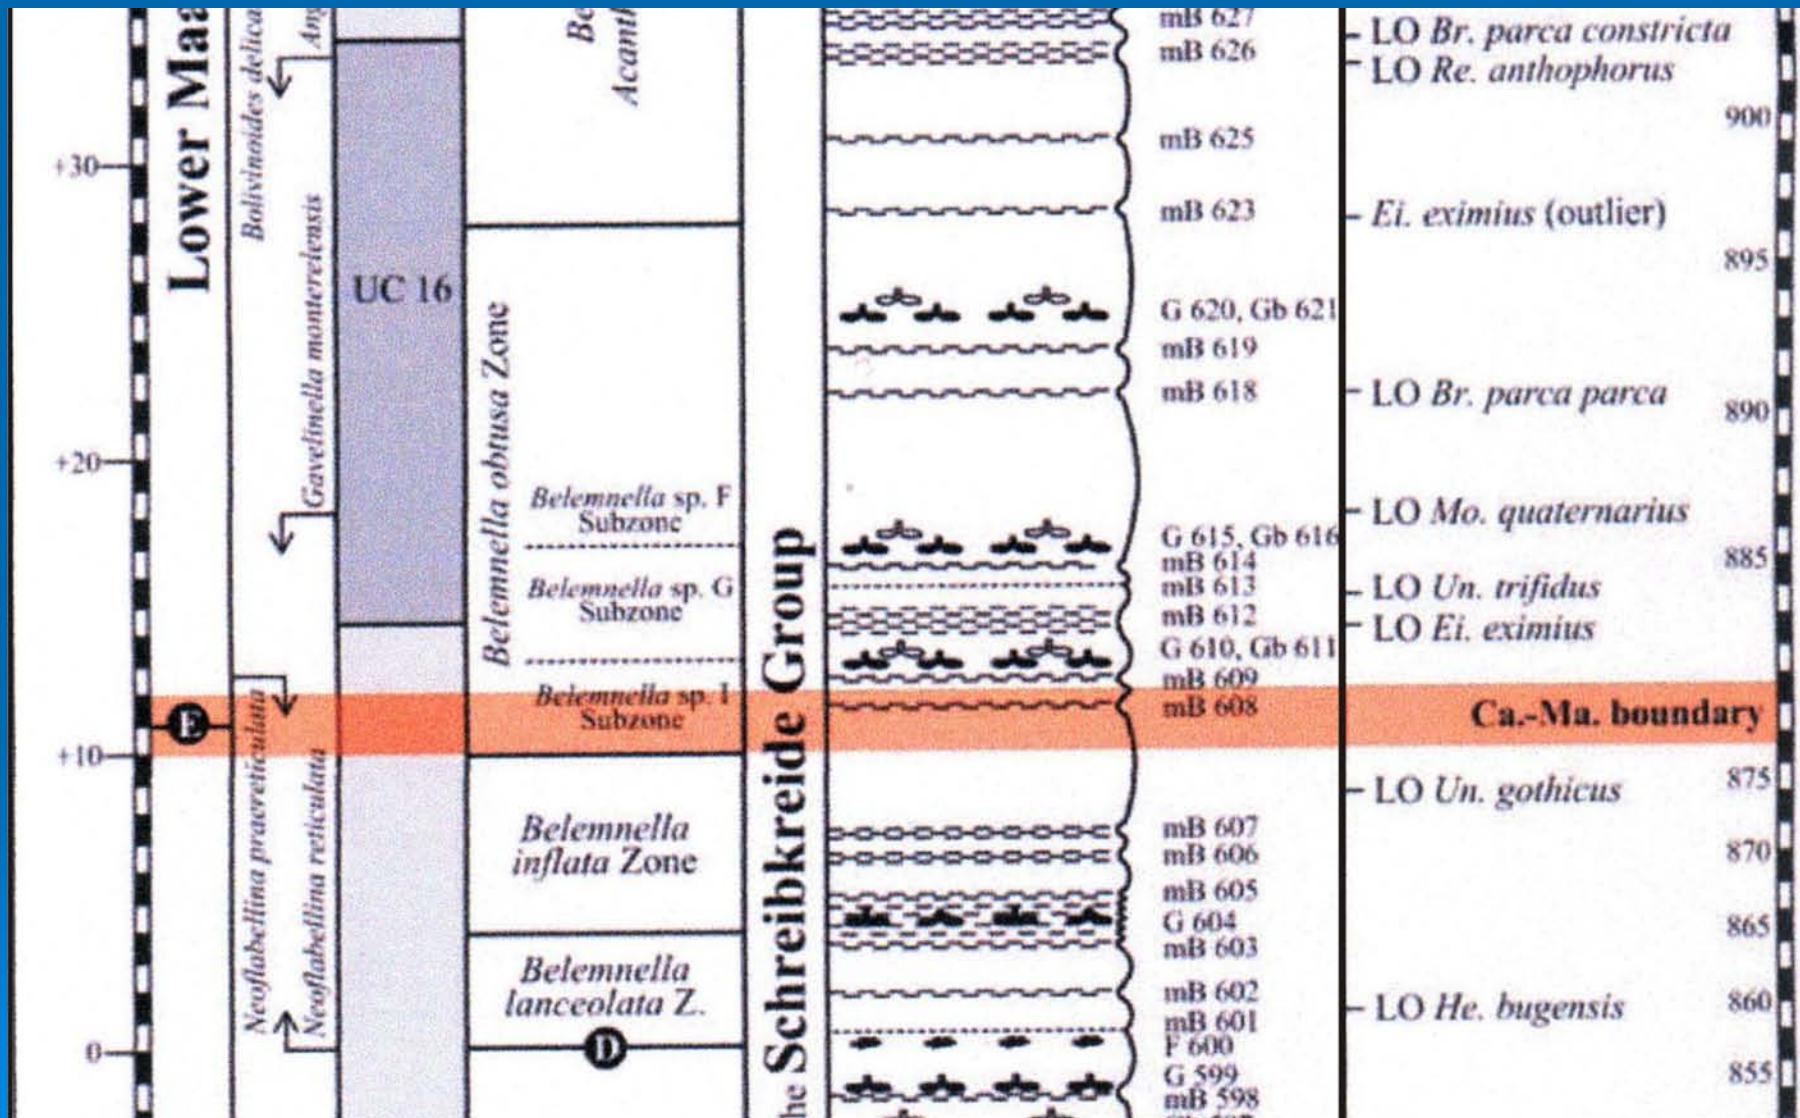 Lower Maa
Bolivinoides delica
Gavelinella monterelensis
Neoflabellina praereticulata
Neoflabellina reticulata
+30
+20
+10
0
E
UC 16
Acanth
Belemnella obtusa Zone
Belemnella sp. F
Subzone
Belemnella sp. G
Subzone
Belemnella sp. I
Subzone
Belemnella
inflata Zone
Belemnella
lanceolata Z.
D
he Schreibkreide Group
mB 627
mB 626
mB 625
mB 623
G 620, Gb 621
mB 619
mB 618
G 615, Gb 616
mB 614
mB 613
mB 612
G 610, Gb 611
mB 609
mB 608
mB 607
mB 606
mB 605
G 604
mB 603
mB 602
mB 601
F 600
G 599
mB 598
LO Br. parca constricta
LO Re. anthophorus
Ei. eximius (outlier)
LO Br. parca parca
LO Mo. quaternarius
LO Un. trifidus
LO Ei. eximius
Ca.-Ma. boundary
LO Un. gothicus
LO He. bugensis
900
895
890
885
875
870
865
860
855